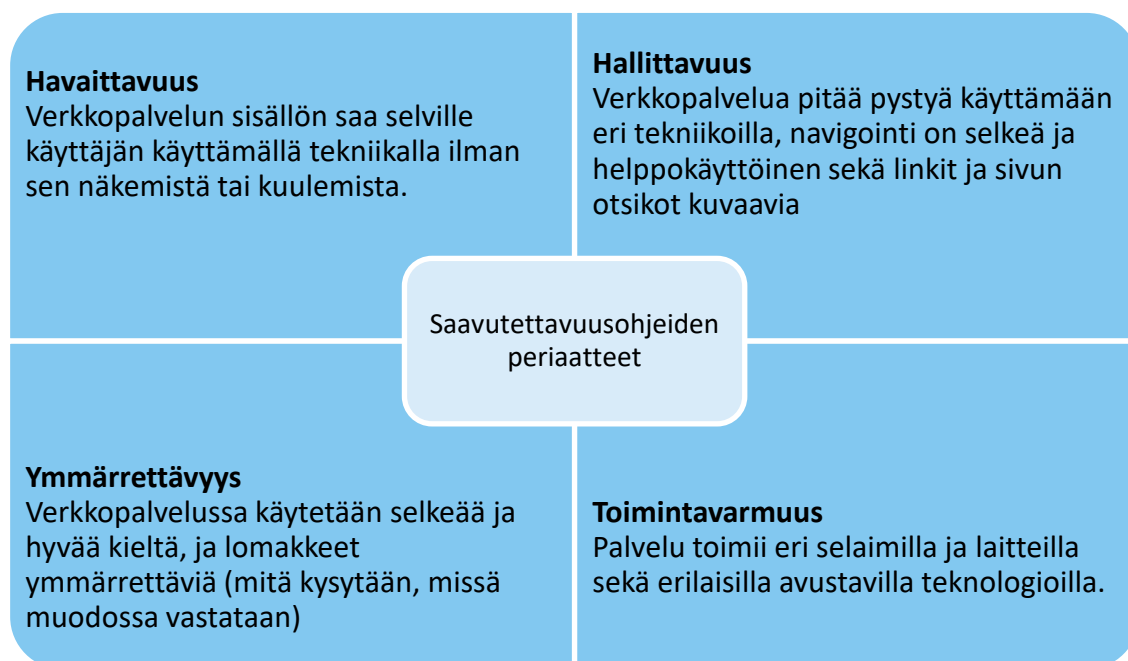 Havaittavuus
Verkkopalvelun sisällön saa selville
käyttäjän käyttämällä tekniikalla ilman
sen näkemistä tai kuulemista.
Hallittavuus
Verkkopalvelua pitää pystyä käyttämään
eri tekniikoilla, navigointi on selkeä ja
helppokäyttöinen sekä linkit ja sivun
otsikot kuvaavia
Saavutettavuusohjeiden
periaatteet
Ymmärrettävyys
Verkkopalvelussa käytetään selkeää ja
hyvää kieltä, ja lomakkeet
ymmärrettäviä (mitä kysytään, missä
muodossa vastataan)
Toimintavarmuus
Palvelu toimii eri selaimilla ja laitteilla
sekä erilaisilla avustavilla teknologioilla.